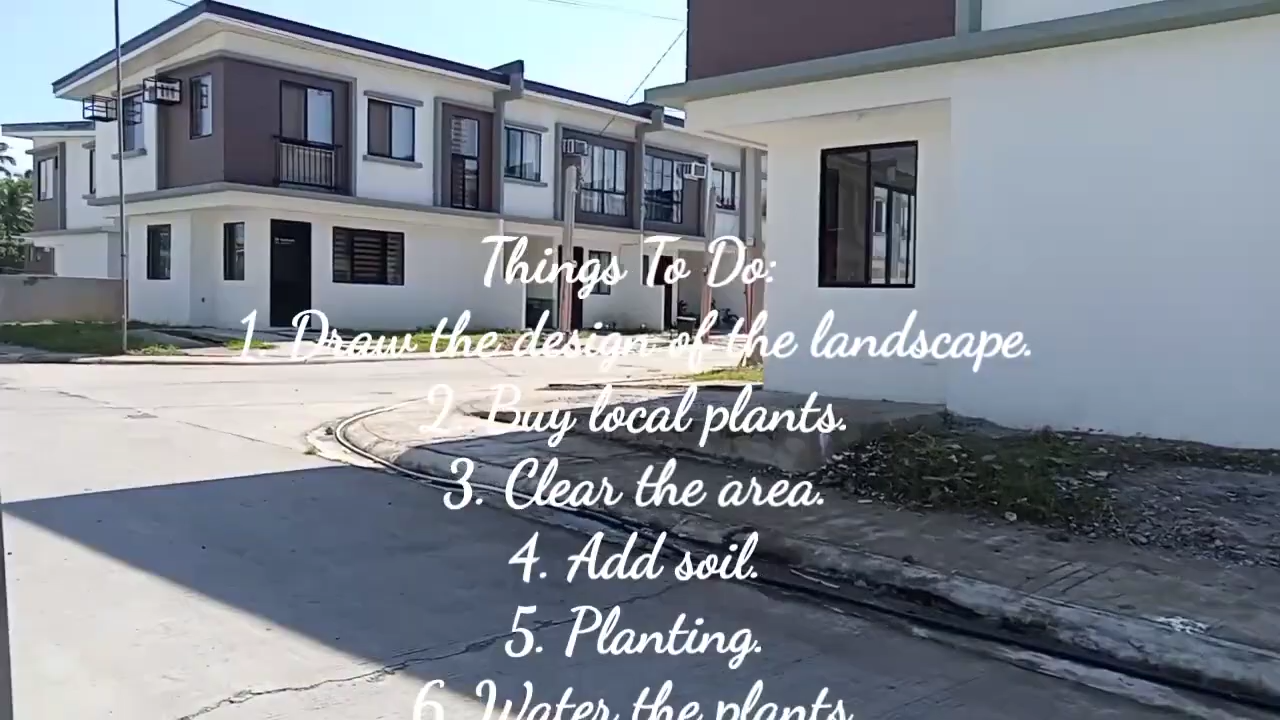 Things To Do:
1. Draw the design of the landscape.
2. Buy local plants.
3. Clear the area.
4. Add soil.
5. Planting.
6. Water the plants